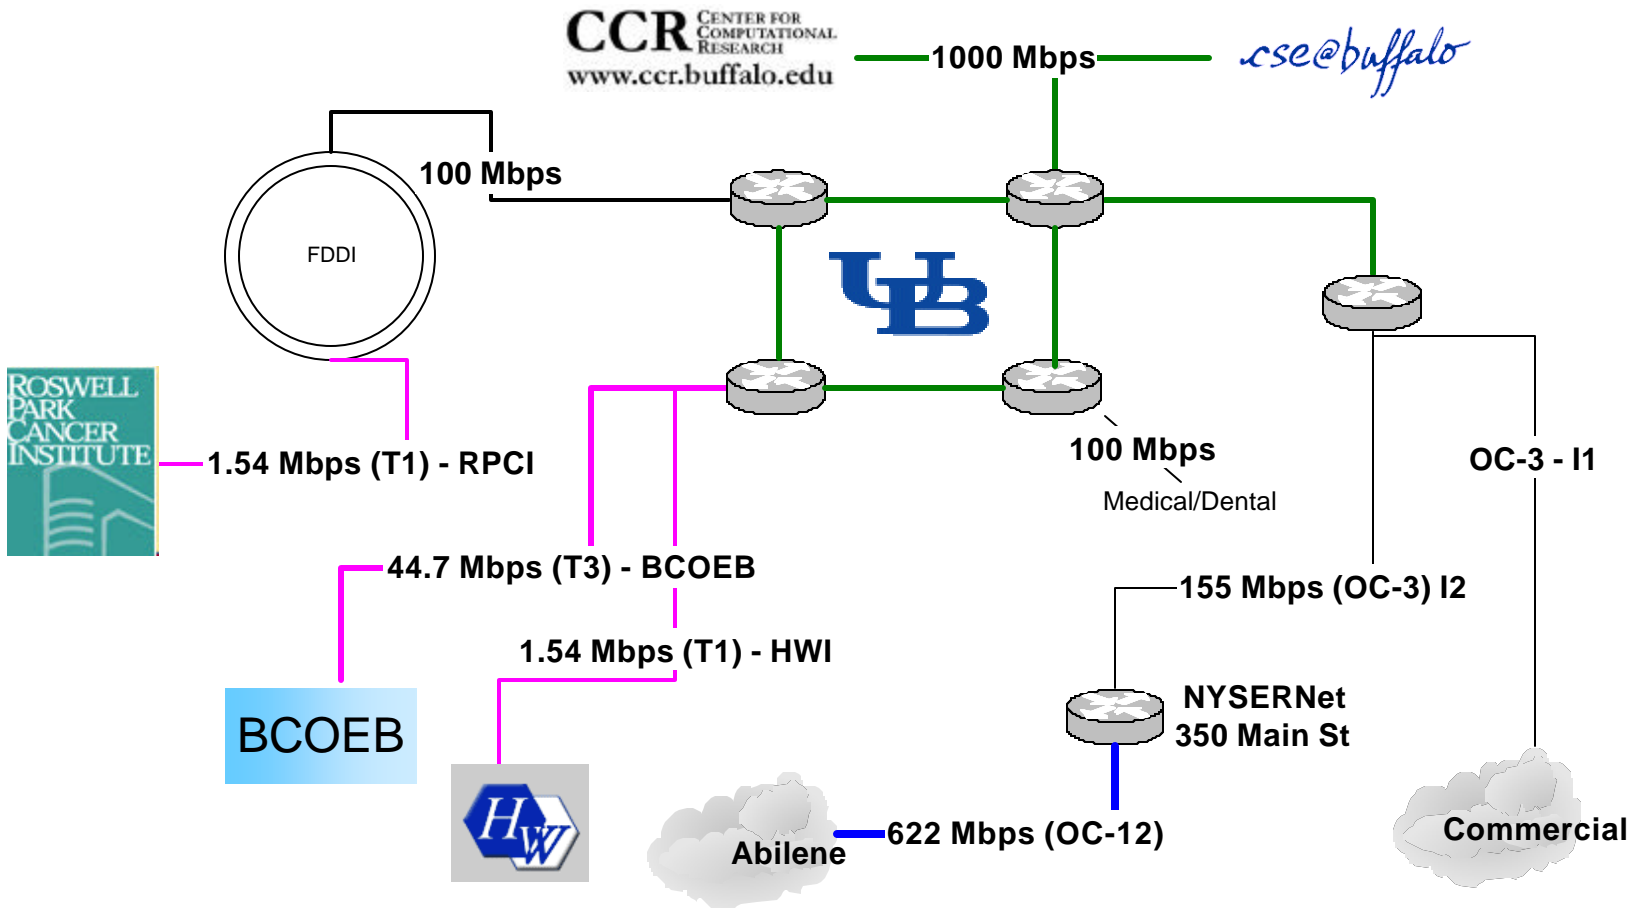 CCR CENTER FOR
COMPUTATIONAL
RESEARCH
www.ccr.buffalo.edu
1000 Mbps
cse@buffalo
100 Mbps
FDDI
UB
ROSWELL
PARK
CANCER
INSTITUTE
1.54 Mbps (T1) - RPCI
100 Mbps
Medical/Dental
OC-3 - I1
44.7 Mbps (T3) - BCOEB
155 Mbps (OC-3) I2
1.54 Mbps (T1) - HWI
NYSERNet
350 Main St
BCOEB
HW
622 Mbps (OC-12)
Abilene
Commercial